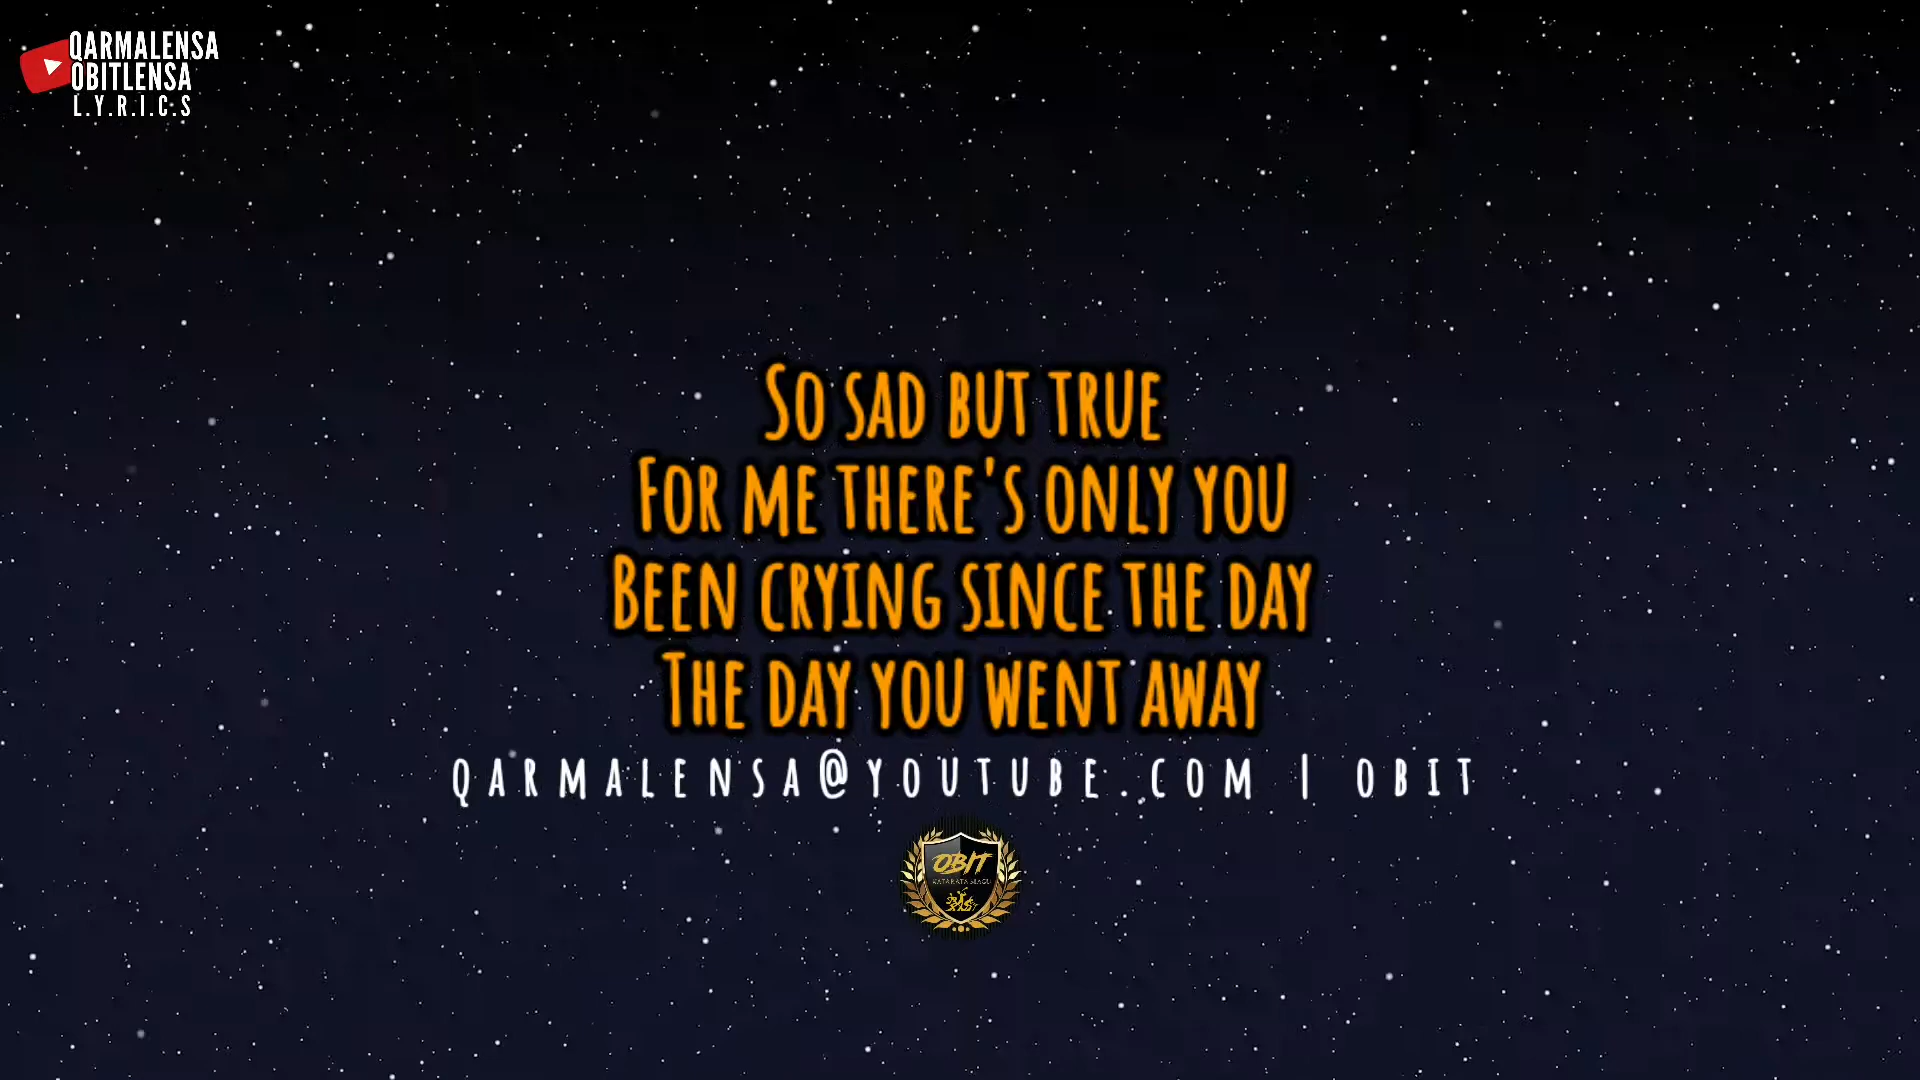 QARMALENSA
OBITLENSA
L.Y.R.I.C.S
So sad but true
For me there's only you
Been crying since the day
The day you went away
QARMALENSA@YOUTUBE.COM | OBIT
OBIT